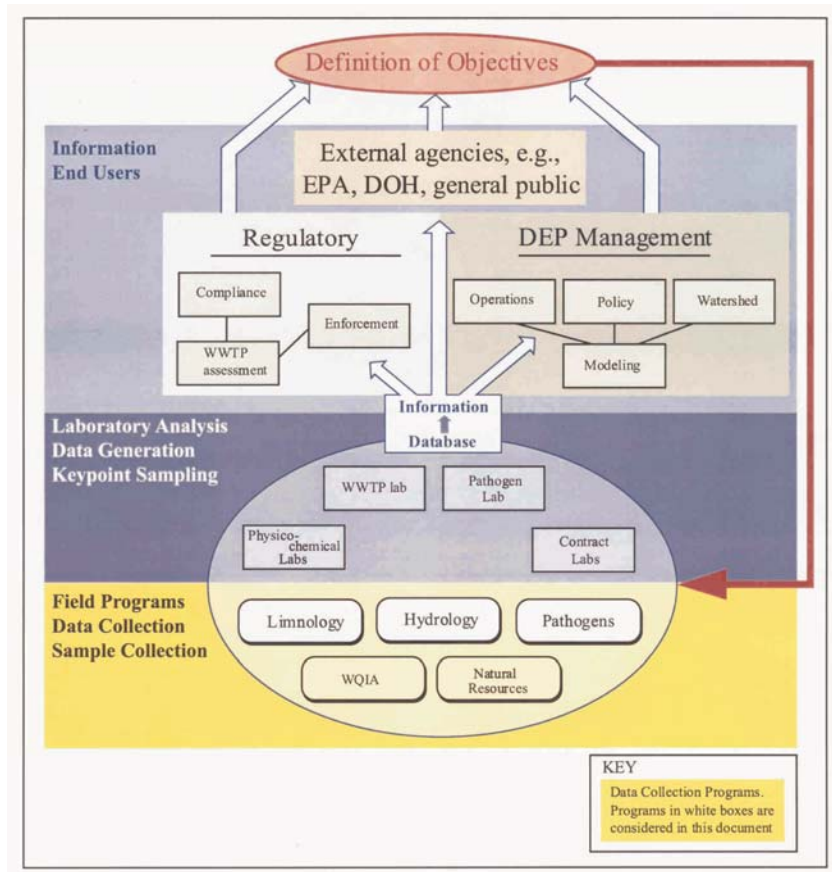 Definition of Objectives
Information
End Users
External agencies, e.g.,
EPA, DOH, general public
Regulatory
DEP Management
Compliance
Enforcement
WWTP
assessment
Operations
Policy
Watershed
Modeling
Information
Database
Laboratory Analysis
Data Generation
Keypoint Sampling
WWTP lab
Pathogen
Lab
Physico-
chemical
Labs
Contract
Labs
Field Programs
Data Collection
Sample Collection
Limnology
Hydrology
Pathogens
WQIA
Natural
Resources
KEY
Data Collection Programs.
Programs in white boxes are
considered in this document